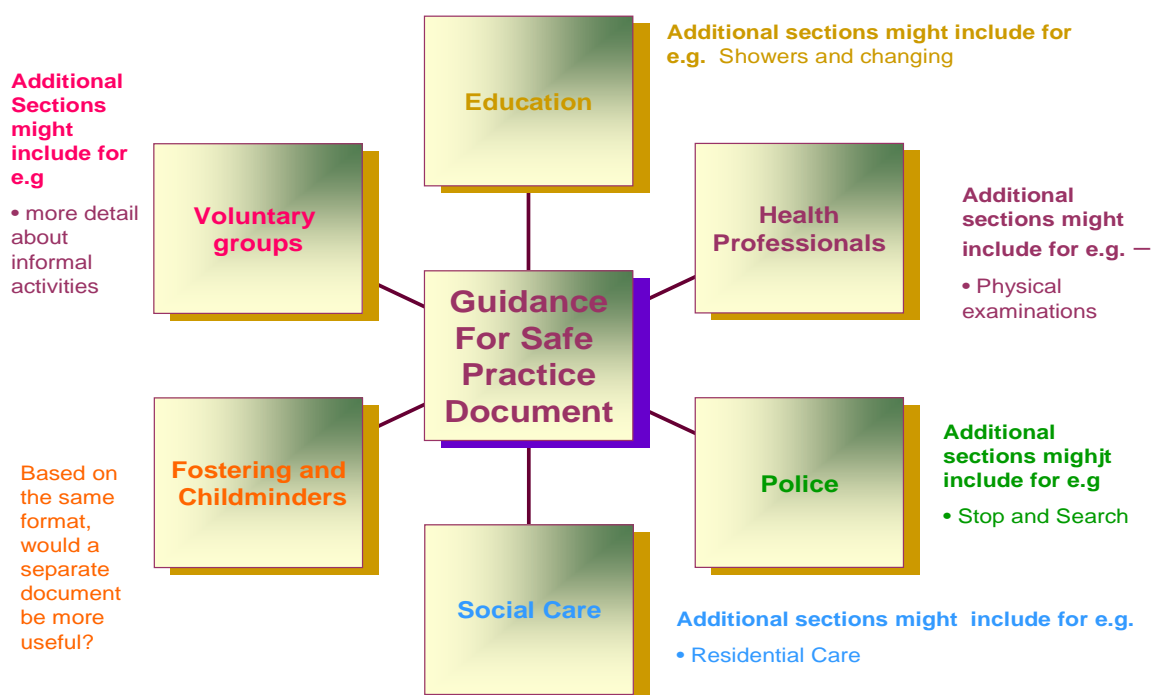 Education
Additional sections might include for
e.g. Showers and changing
Additional
Sections
might
include for
e.g
• more detail
about
informal
activities
Voluntary
groups
Health
Professionals
Additional
sections might
include for e.g. –
• Physical
examinations
Guidance
For Safe
Practice
Document
Fostering and
Childminders
Based on
the same
format,
would a
separate
document
be more
useful?
Police
Additional
sections mighjt
include for e.g
• Stop and Search
Social Care
Additional sections might include for e.g.
• Residential Care